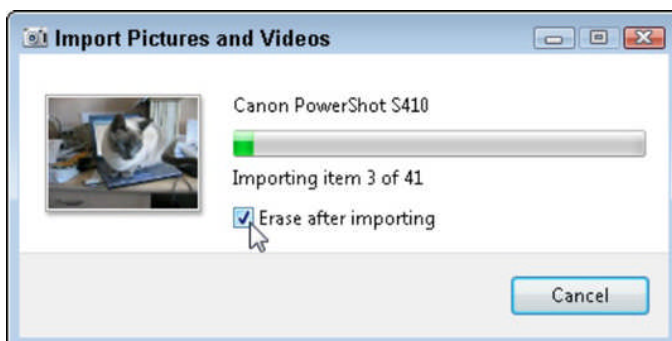 Import Pictures and Videos
Canon PowerShot S410
Importing item 3 of 41
Erase after importing
Cancel